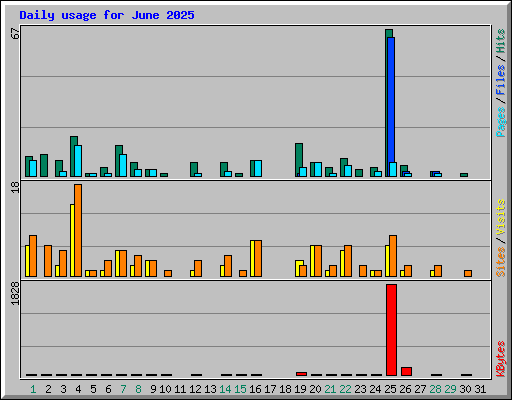 Daily usage for June 2025
67
Pages / Files / Hits
18
Sites / Visits
1828
KBytes
1 2 3 4 5 6 7 8 9 10 11 12 13 14 15 16 17 18 19 20 21 22 23 24 25 26 27 28 29 30 31